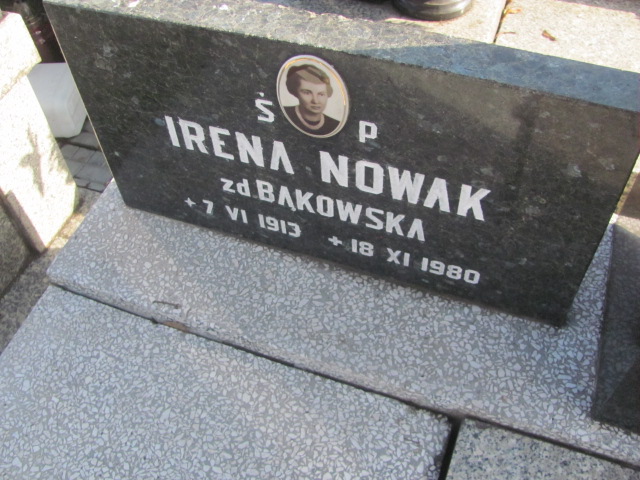 Ś P
IRENA NOWAK
zd.BĄKOWSKA
+ 7 VI 1913 + 18 XI 1980